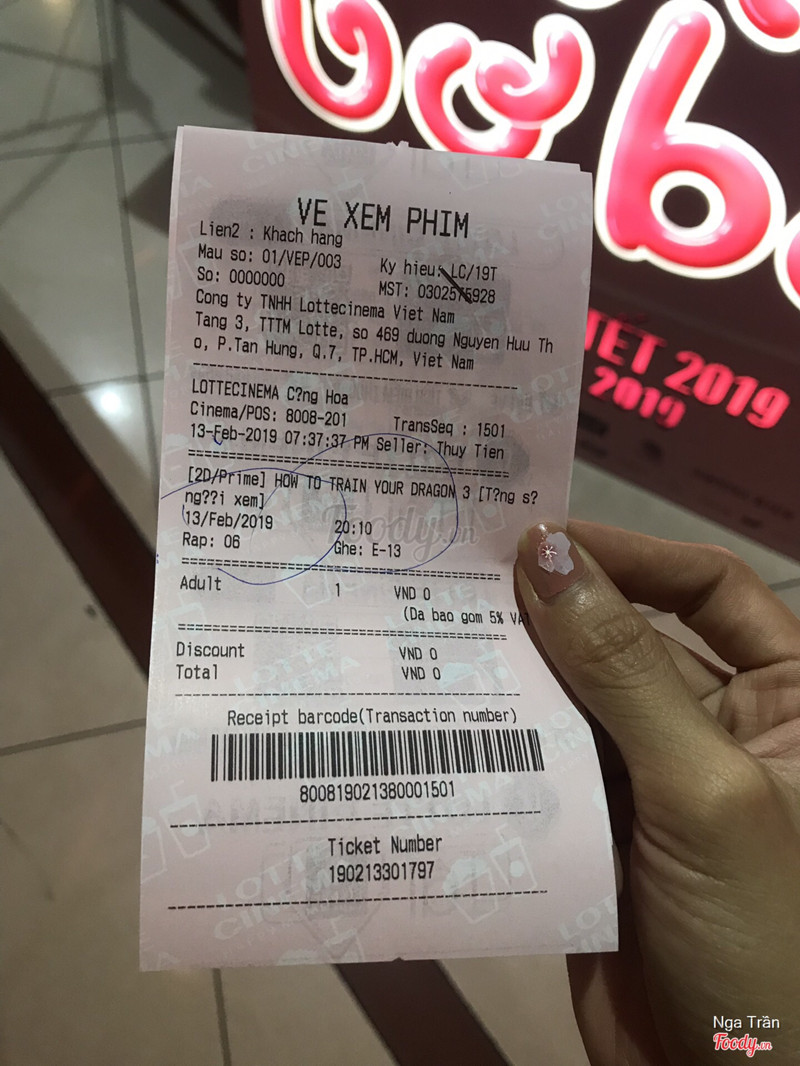 VE XEM PHIM
Lien2 : Khach hang
Mau so: 01/VEP/003 Ky hieu: LC/19T
So: 0000000 MST: 0302575928
Cong ty TNHH Lottecinema Viet Nam
Tang 3, TTTM Lotte, so 469 duong Nguyen Huu Th
o, P.Tan Hung, Q.7, TP.HCM, Viet Nam
LOTTECINEMA C?ng Hoa
Cinema/POS: 8008-201 TransSeq : 1501
13-Feb-2019 07:37:37 PM Seller: Thuy Tien
[2D/Prime] HOW TO TRAIN YOUR DRAGON 3 [T?ng s?
ng??i xem]
13/Feb/2019 20:10
Rap: 06 Ghe: E-13
Adult 1 VND 0
(Da bao gom 5% VA
Discount VND 0
Total VND 0
Receipt barcode(Transaction number)
800819021380001501
Ticket Number
190213301797
TET 2019
2019
Foody.vn
Nga Trần
Foody.vn